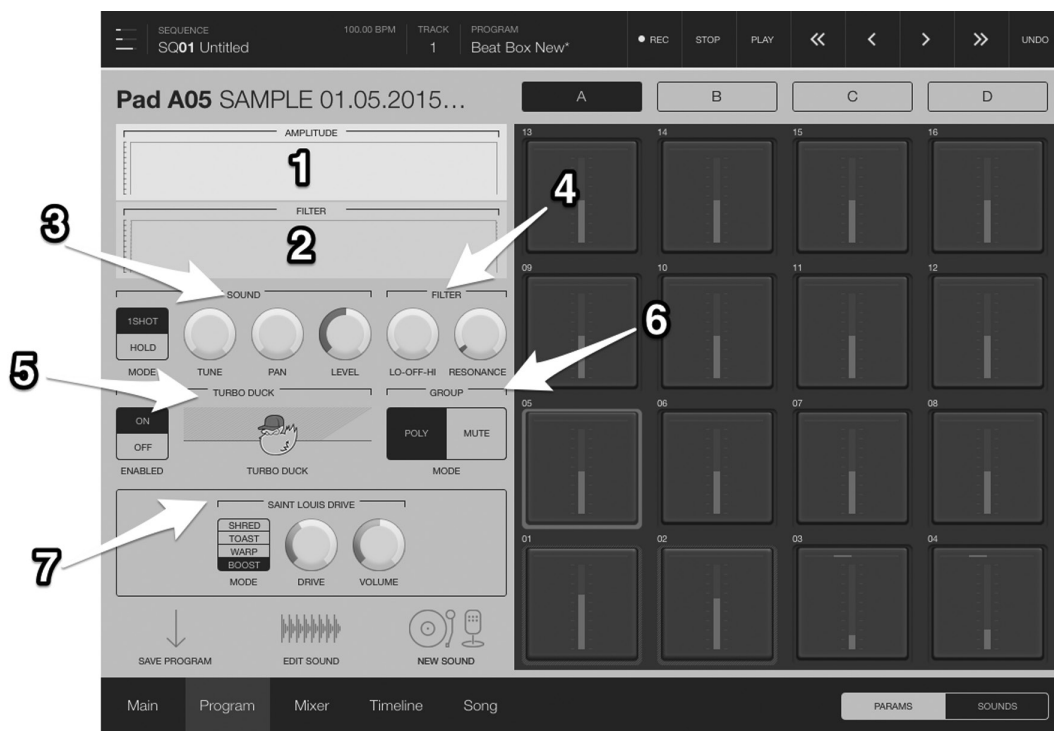 SEQUENCE
SQ01 Untitled
100.00 BPM
TRACK
1
PROGRAM
Beat Box New*
REC
STOP
PLAY
UNDO
Pad A05 SAMPLE 01.05.2015...
A
B
C
D
AMPLITUDE
1
FILTER
2
3
SOUND
4
FILTER
1SHOT
HOLD
MODE
TUNE
PAN
LEVEL
LO-OFF-HI
RESONANCE
5
TURBO DUCK
6
GROUP
ON
OFF
ENABLED
TURBO DUCK
POLY
MUTE
MODE
7
SAINT LOUIS DRIVE
SHRED
TOAST
WARP
BOOST
MODE
DRIVE
VOLUME
SAVE PROGRAM
EDIT SOUND
NEW SOUND
13
14
15
16
09
10
11
12
05
06
07
08
01
02
03
04
Main
Program
Mixer
Timeline
Song
PARAMS
SOUNDS